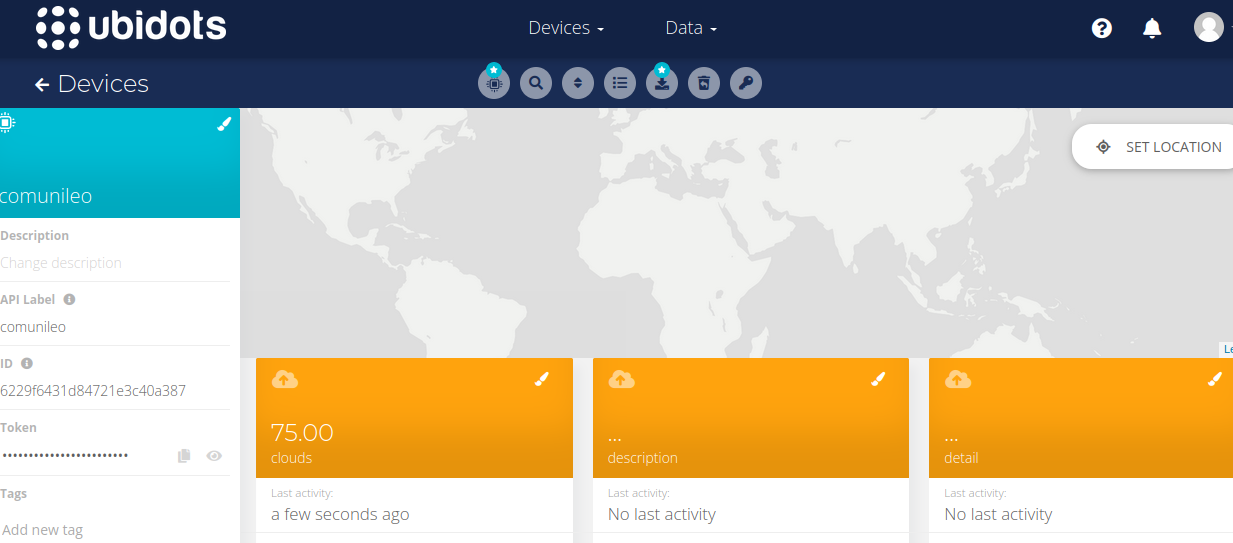 ubidots
Devices
Data
Devices
SET LOCATION
comunileo
Description
Change description
API Label
comunileo
ID
6229f6431d84721e3c40a387
Token
••••••••••••••••••••••••
Tags
Add new tag
Le
75.00
clouds
Last activity:
a few seconds ago
...
description
Last activity:
No last activity
...
detail
Last activity:
No last activity